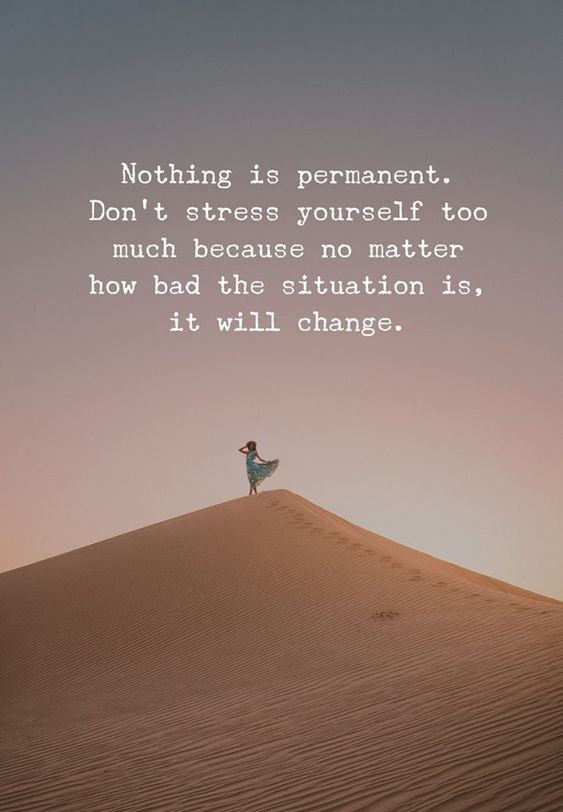 Nothing is permanent.
Don't stress yourself too
much because no matter
how bad the situation is,
it will change.